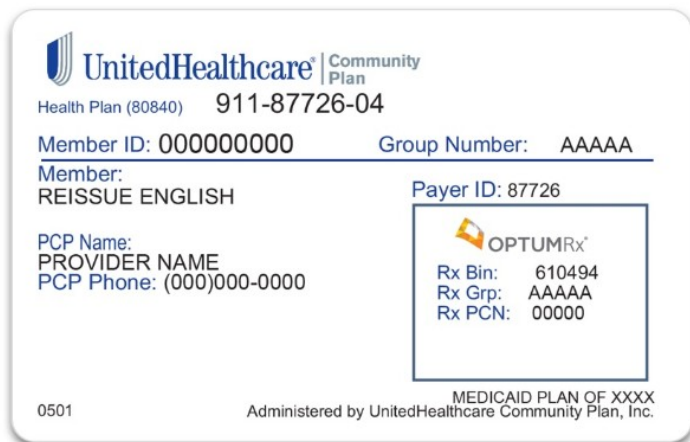 UnitedHealthcare® | Community Plan
Health Plan (80840) 911-87726-04
Member ID: 000000000 Group Number: AAAAA
Member:
REISSUE ENGLISH
Payer ID: 87726
PCP Name:
PROVIDER NAME
PCP Phone: (000)000-0000
OPTUMRx®
Rx Bin: 610494
Rx Grp: AAAAA
Rx PCN: 00000
0501
MEDICAID PLAN OF XXXX
Administered by UnitedHealthcare Community Plan, Inc.